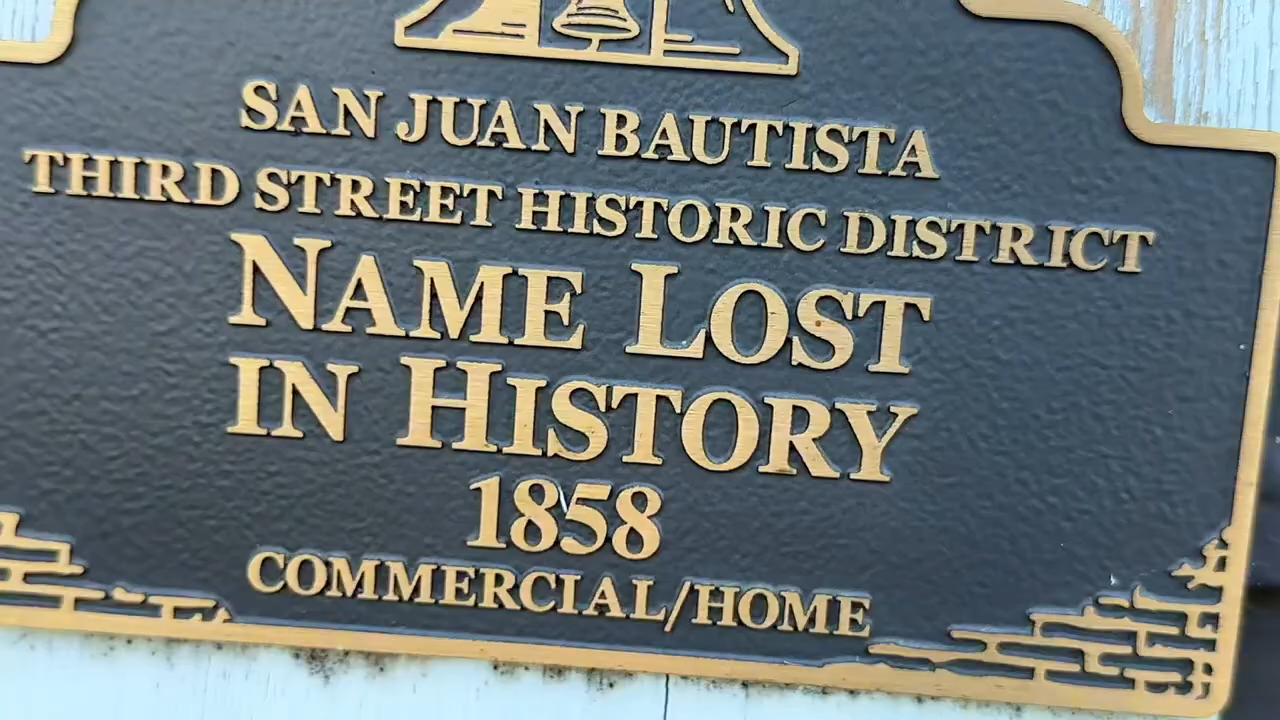 SAN JUAN BAUTISTA
THIRD STREET HISTORIC DISTRICT
NAME LOST
IN HISTORY
1858
COMMERCIAL/HOME